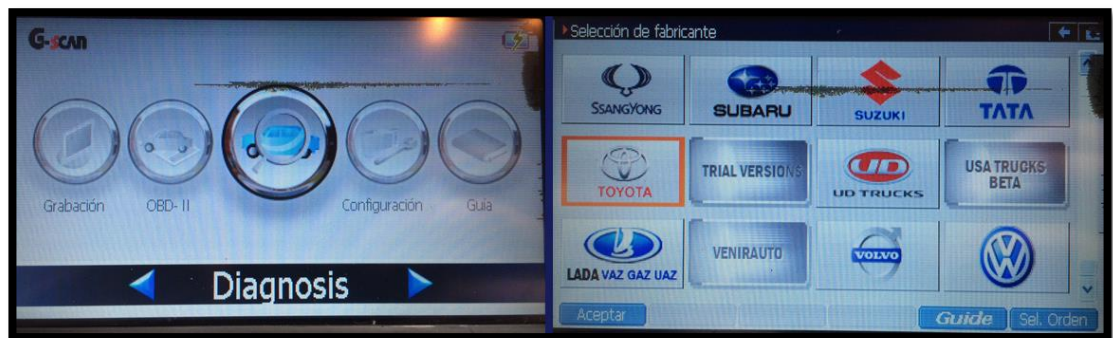 G-scan
Grabación
OBD- II
Configuración
Guia
Diagnosis
Selección de fabricante
SSANGYONG
SUBARU
SUZUKI
TATA
TOYOTA
TRIAL VERSIONS
UD
UD TRUCKS
USA TRUCKS
BETA
LADA VAZ GAZ UAZ
VENIRAUTO
VOLVO
Aceptar
Guide
Sel. Orden